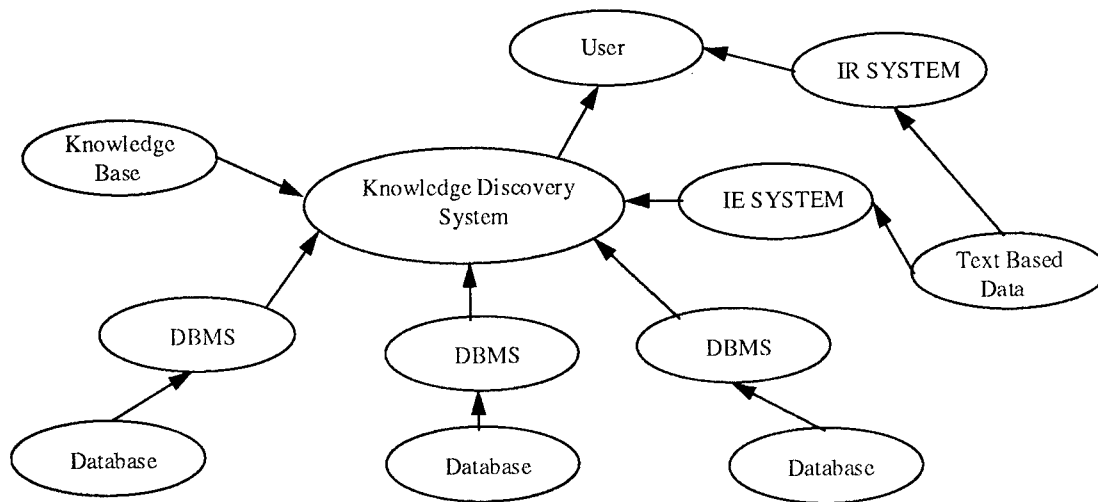 User
IR SYSTEM
Knowledge
Base
Knowledge Discovery
System
IE SYSTEM
Text Based
Data
DBMS
DBMS
DBMS
Database
Database
Database